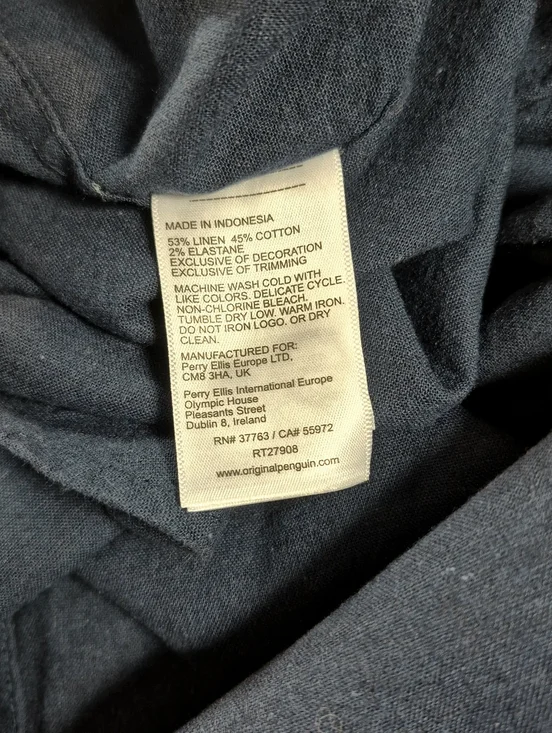 MADE IN INDONESIA
53% LINEN 45% COTTON
2% ELASTANE
EXCLUSIVE OF DECORATION
EXCLUSIVE OF TRIMMING
MACHINE WASH COLD WITH
LIKE COLORS. DELICATE CYCLE.
NON-CHLORINE BLEACH.
TUMBLE DRY LOW. WARM IRON.
DO NOT IRON LOGO. OR DRY
CLEAN.
MANUFACTURED FOR:
Perry Ellis Europe LTD,
CM8 3HA, UK
Perry Ellis International Europe
Olympic House
Pleasants Street
Dublin 8, Ireland
RN# 37763 / CA# 55972
RT27908
www.originalpenguin.com